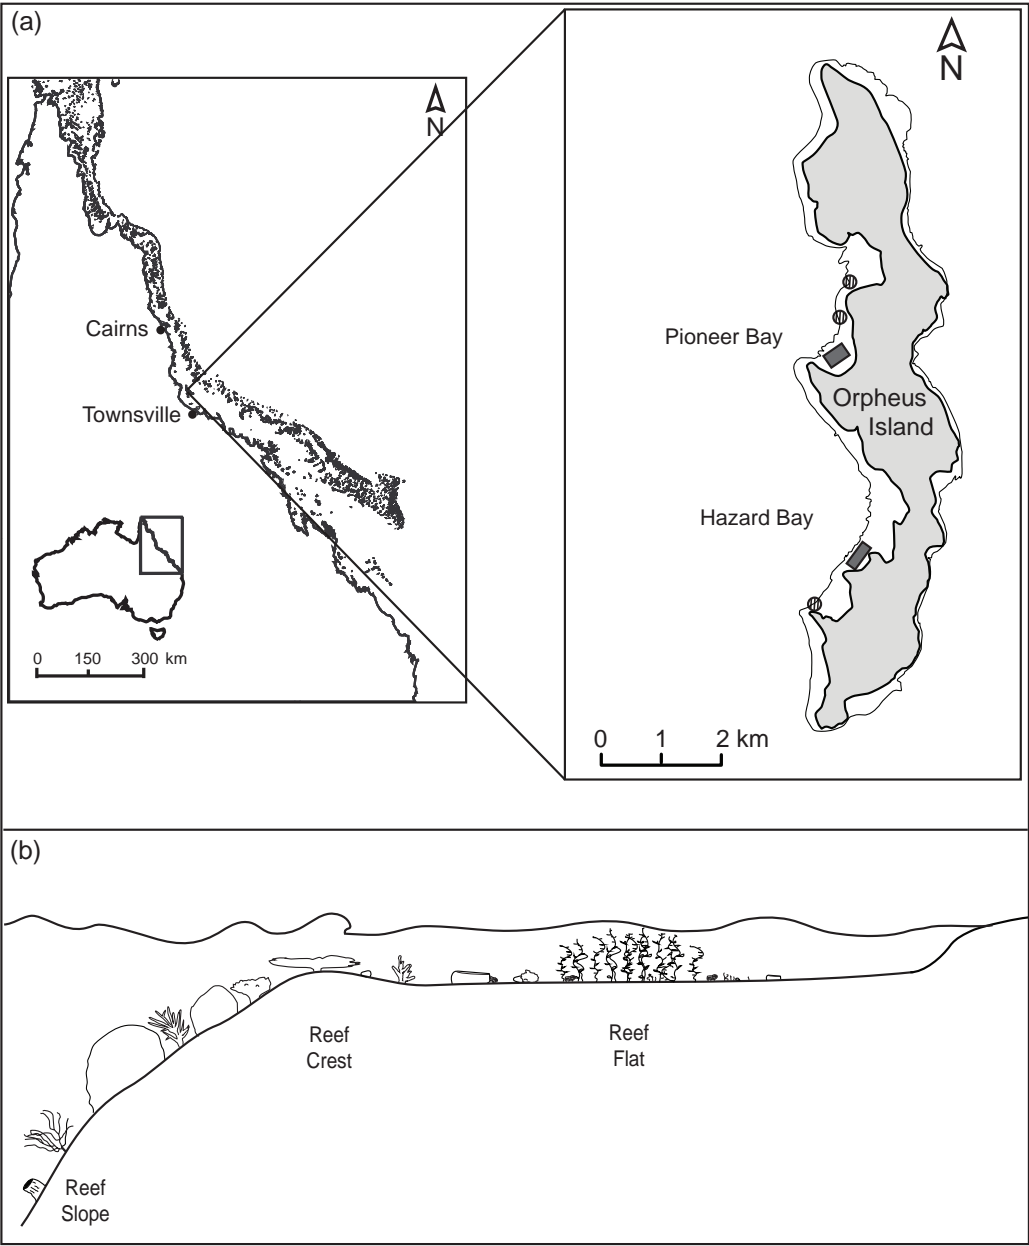 (a)
N
Cairns
Townsville
0 150 300 km
N
Pioneer Bay
Orpheus
Island
Hazard Bay
0 1 2 km
(b)
Reef
Crest
Reef
Flat
Reef
Slope